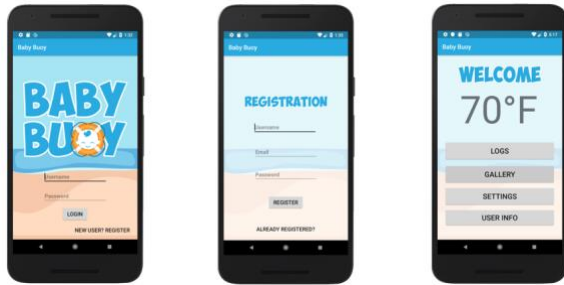 Baby Buoy
BABY
BUOY
Username
Password
LOGIN
NEW USER? REGISTER
Baby Buoy
REGISTRATION
Username
Email
Password
REGISTER
ALREADY REGISTERED?
Baby Buoy
WELCOME
70°F
LOGS
GALLERY
SETTINGS
USER INFO